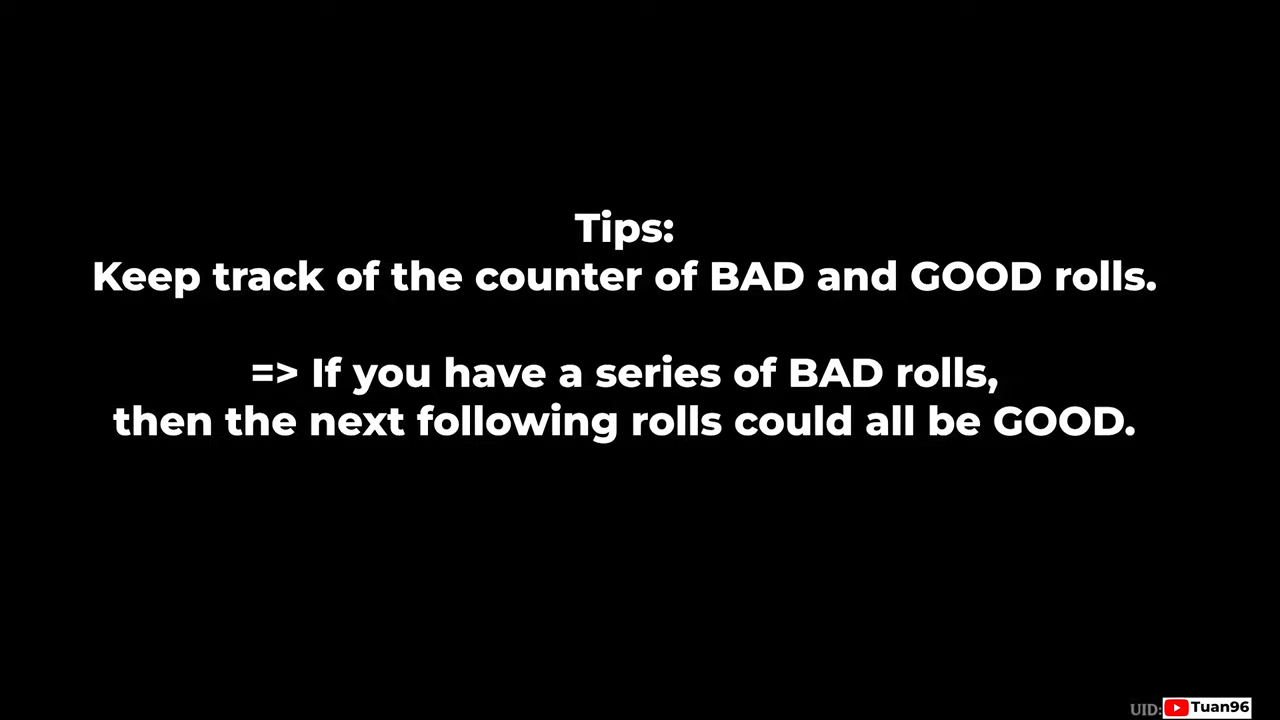 Tips:
Keep track of the counter of BAD and GOOD rolls.
=> If you have a series of BAD rolls,
then the next following rolls could all be GOOD.
UID: Tuan96